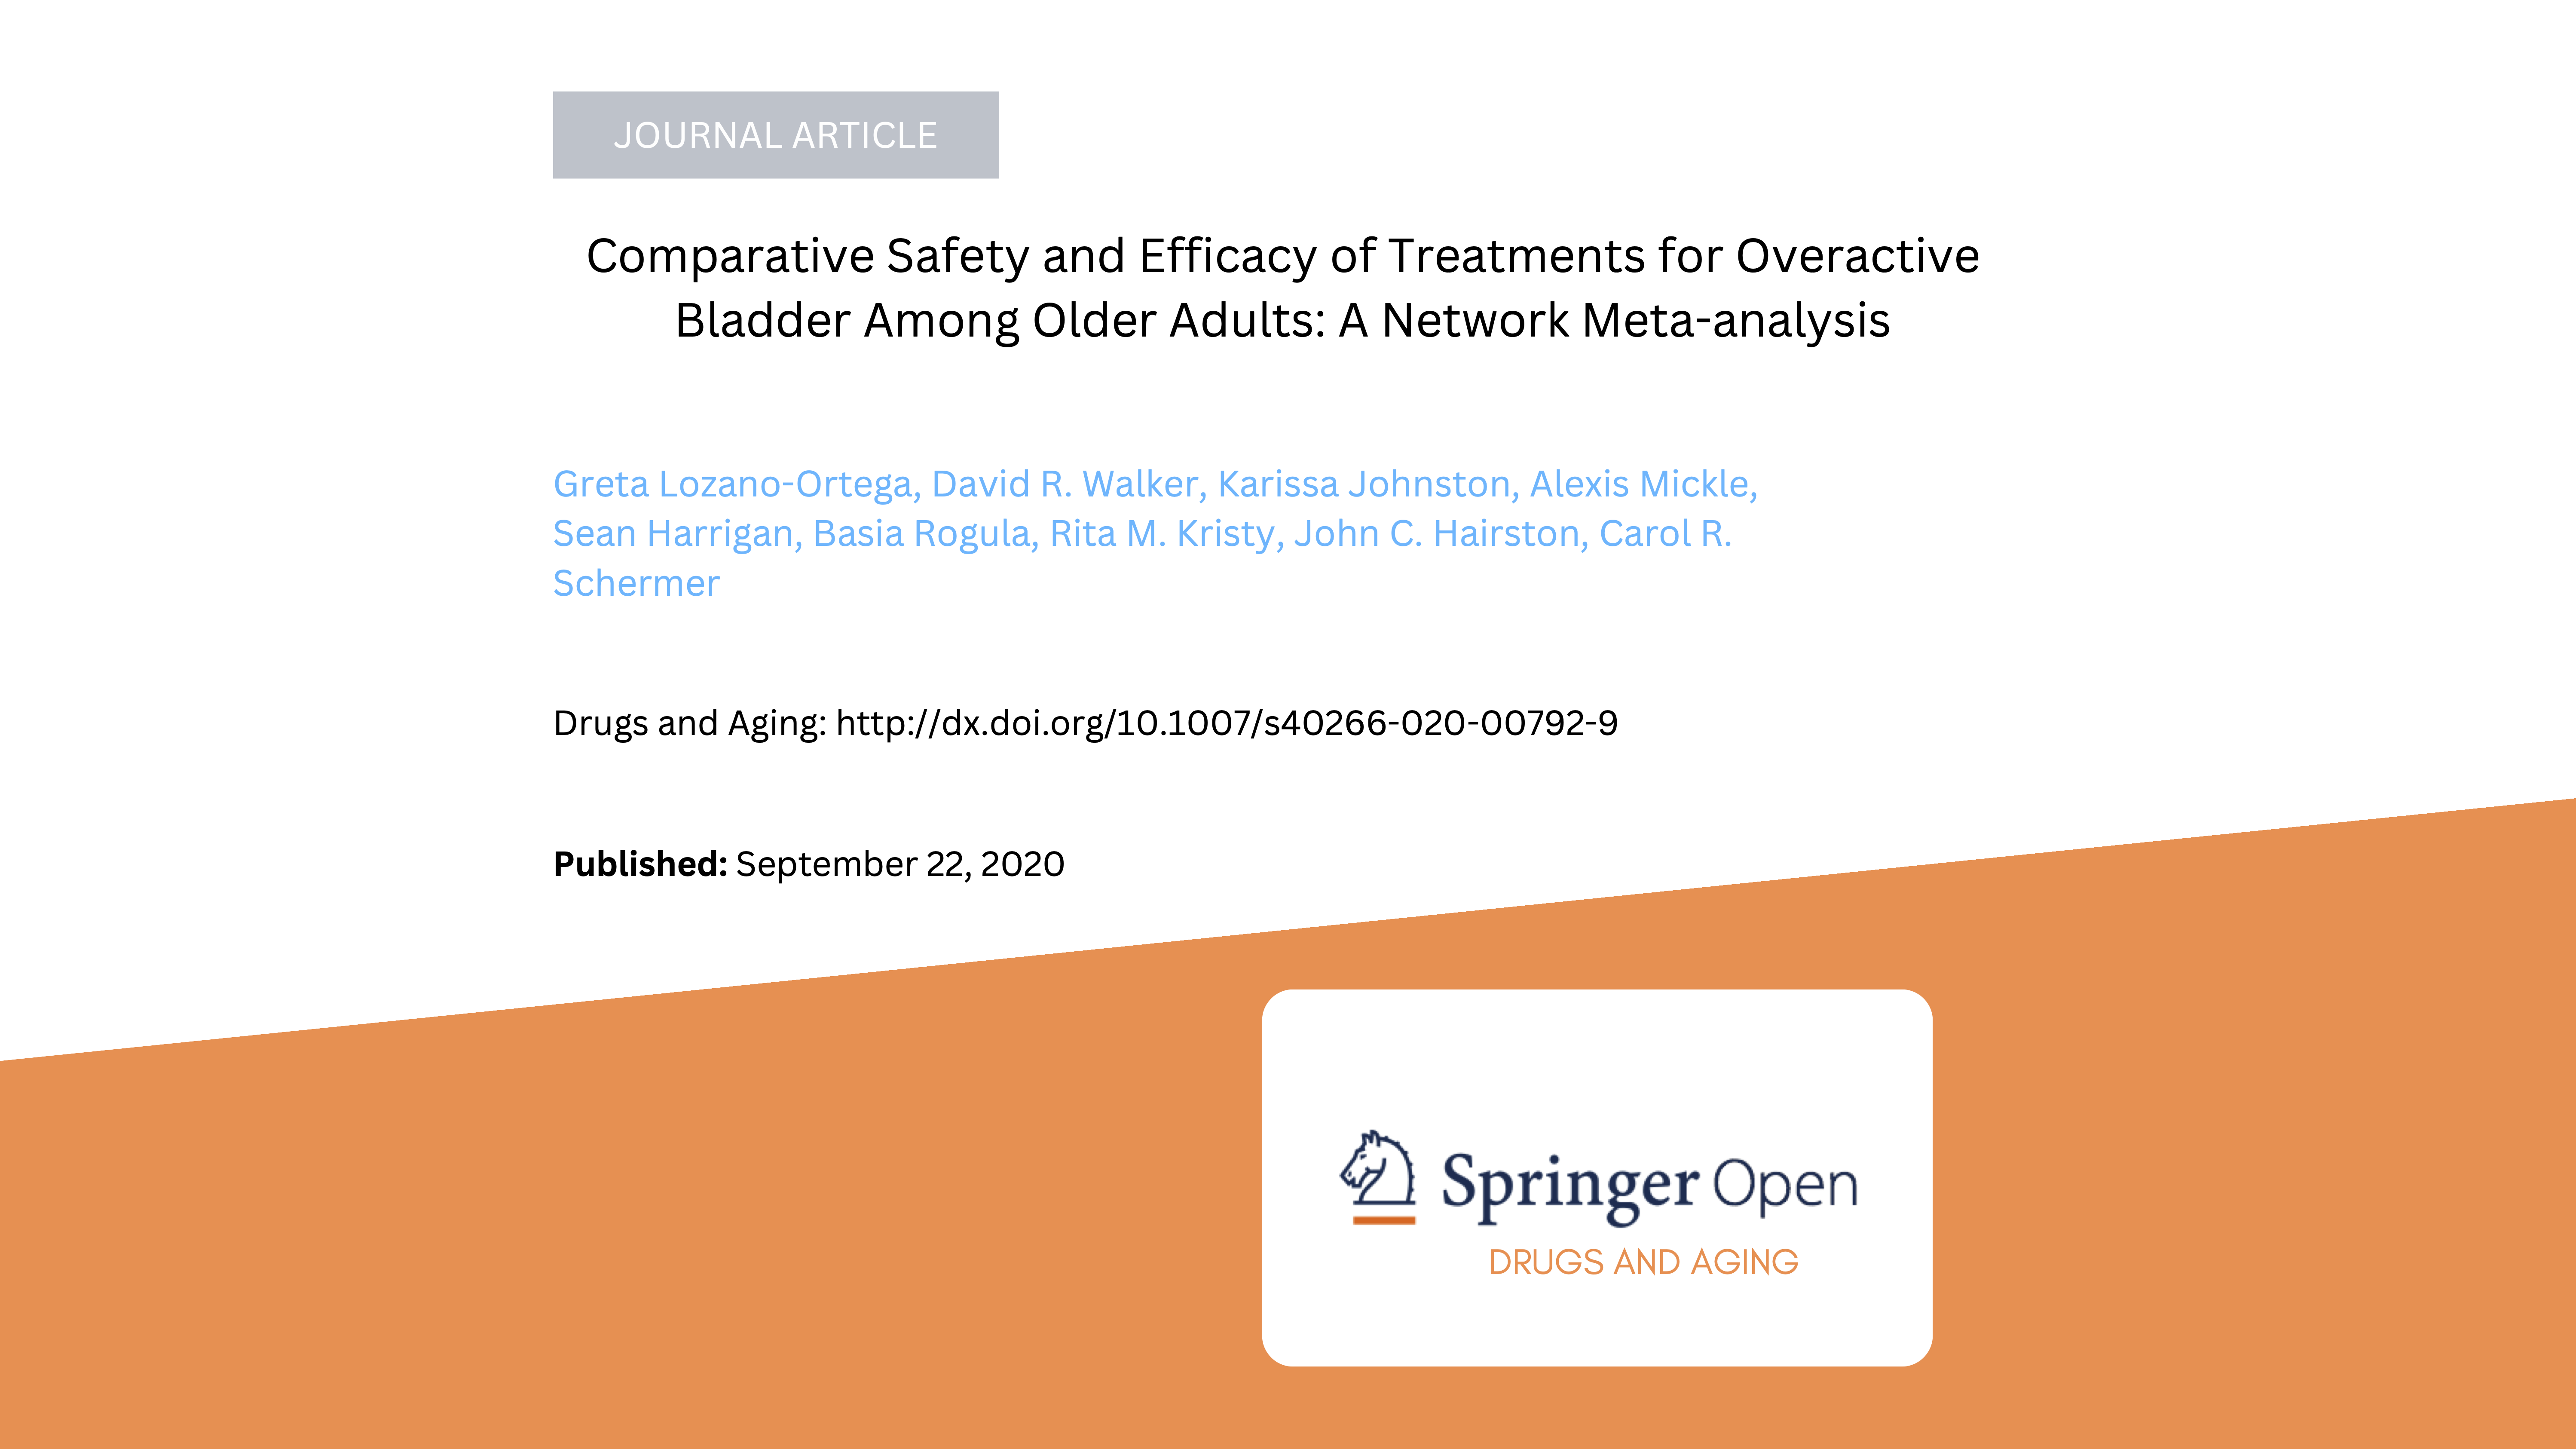 JOURNAL ARTICLE
Comparative Safety and Efficacy of Treatments for Overactive
Bladder Among Older Adults: A Network Meta-analysis
Greta Lozano-Ortega, David R. Walker, Karissa Johnston, Alexis Mickle,
Sean Harrigan, Basia Rogula, Rita M. Kristy, John C. Hairston, Carol R.
Schermer
Drugs and Aging: http://dx.doi.org/10.1007/s40266-020-00792-9
Published: September 22, 2020
Springer Open
DRUGS AND AGING